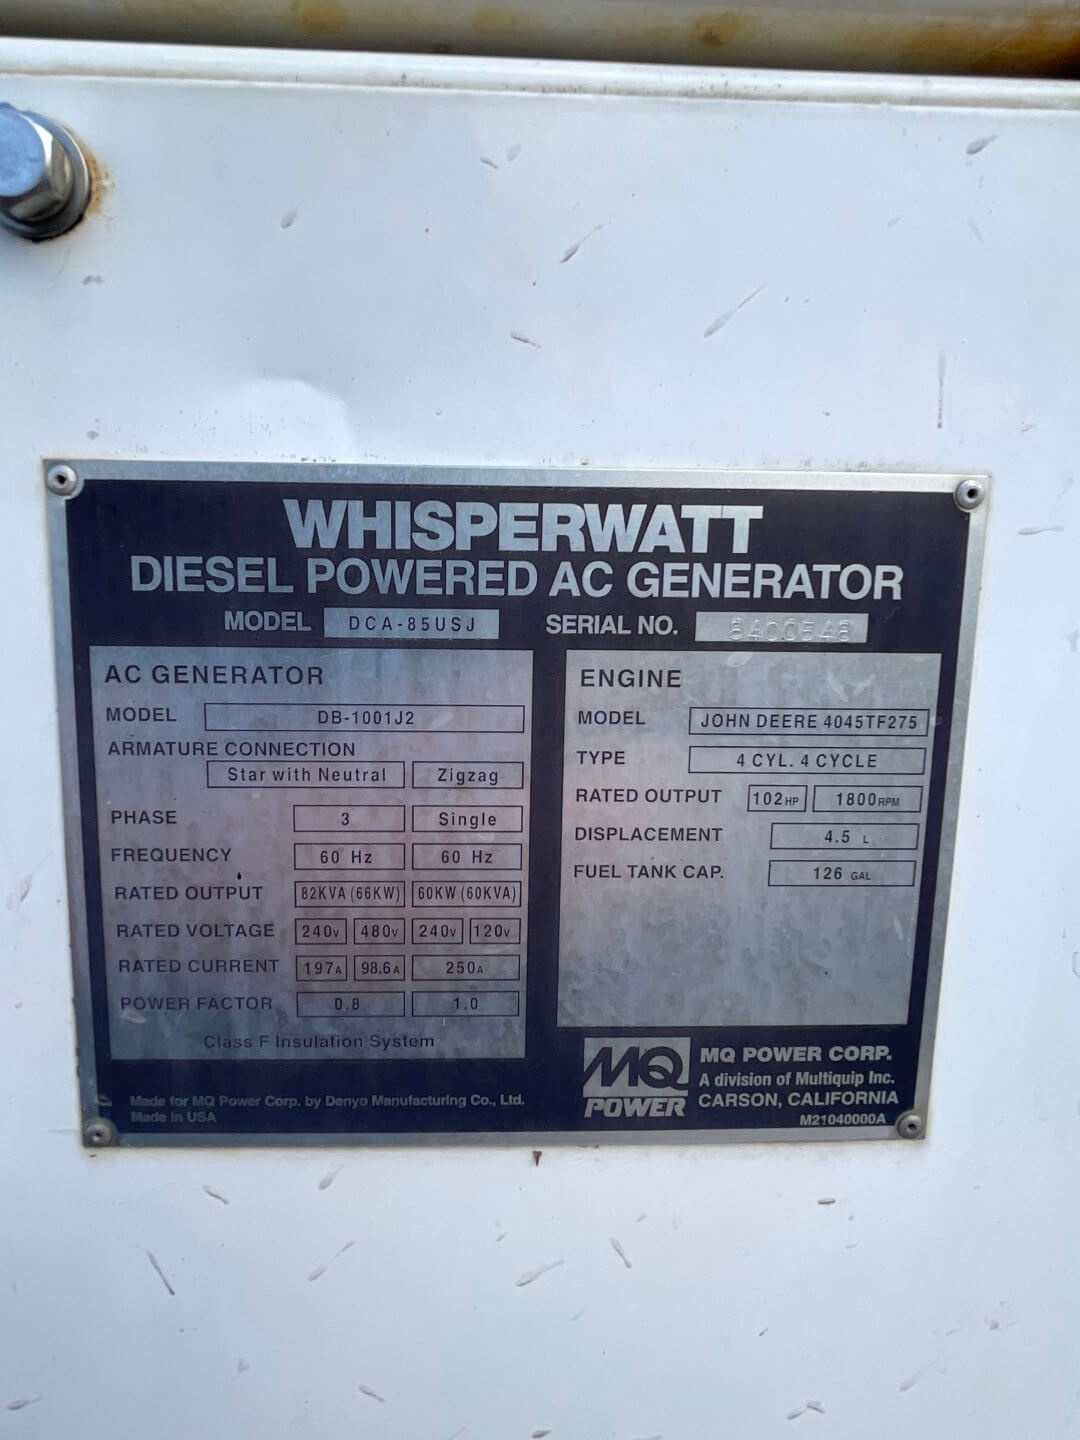 WHISPERWATT
DIESEL POWERED AC GENERATOR
MODEL DCA-85USJ SERIAL NO. 8400548
AC GENERATOR
MODEL DB-1001J2
ARMATURE CONNECTION
Star with Neutral Zigzag
PHASE 3 Single
FREQUENCY 60 Hz 60 Hz
RATED OUTPUT 82KVA (66KW) 60KW (60KVA)
RATED VOLTAGE 240V 480V 240V 120V
RATED CURRENT 197A 98.6A 250A
POWER FACTOR 0.8 1.0
Class F Insulation System
ENGINE
MODEL JOHN DEERE 4045TF275
TYPE 4 CYL. 4 CYCLE
RATED OUTPUT 102 HP 1800 RPM
DISPLACEMENT 4.5 L
FUEL TANK CAP. 126 GAL
Made for MQ Power Corp. by Denyo Manufacturing Co., Ltd.
Made in USA
MQ
POWER
MQ POWER CORP.
A division of Multiquip Inc.
CARSON, CALIFORNIA
M21040000A